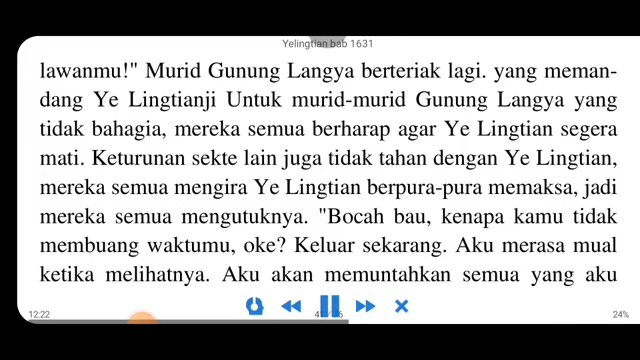 Yelingtian bab 1631
lawanmu!" Murid Gunung Langya berteriak lagi. yang meman-
dang Ye Lingtianji Untuk murid-murid Gunung Langya yang
tidak bahagia, mereka semua berharap agar Ye Lingtian segera
mati. Keturunan sekte lain juga tidak tahan dengan Ye Lingtian,
mereka semua mengira Ye Lingtian berpura-pura memaksa, jadi
mereka semua mengutuknya. "Bocah bau, kenapa kamu tidak
membuang waktumu, oke? Keluar sekarang. Aku merasa mual
ketika melihatnya. Aku akan memuntahkan semua yang aku
12:22
24%